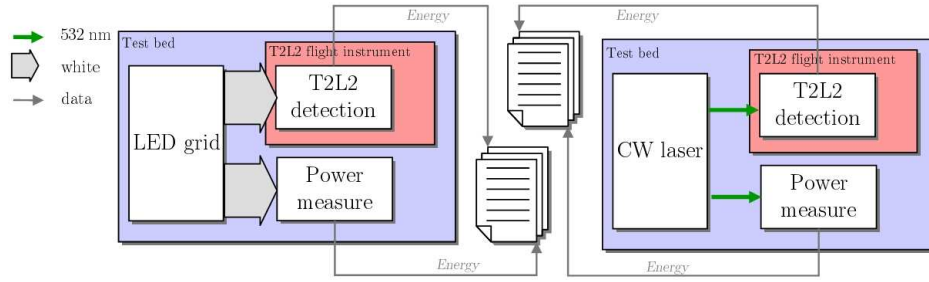 532 nm
white
data
Energy
Test bed
T2L2 flight instrument
T2L2
detection
LED grid
Power
measure
Energy
Energy
Test bed
T2L2 flight instrument
T2L2
detection
CW laser
Power
measure
Energy